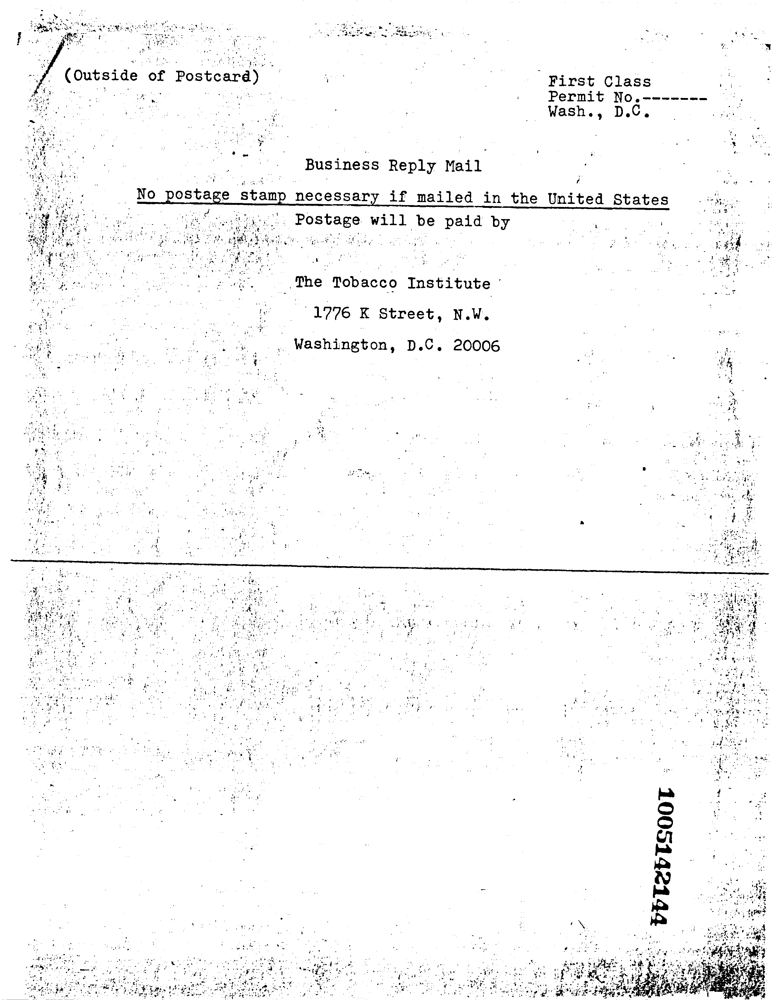 (Outside of Postcard)
First Class
Permit No.-------
Wash., D.C.
Business Reply Mail
No postage stamp necessary if mailed in the United States
Postage will be paid by
The Tobacco Institute
1776 K Street, N.W.
Washington, D.C. 20006
1005142144